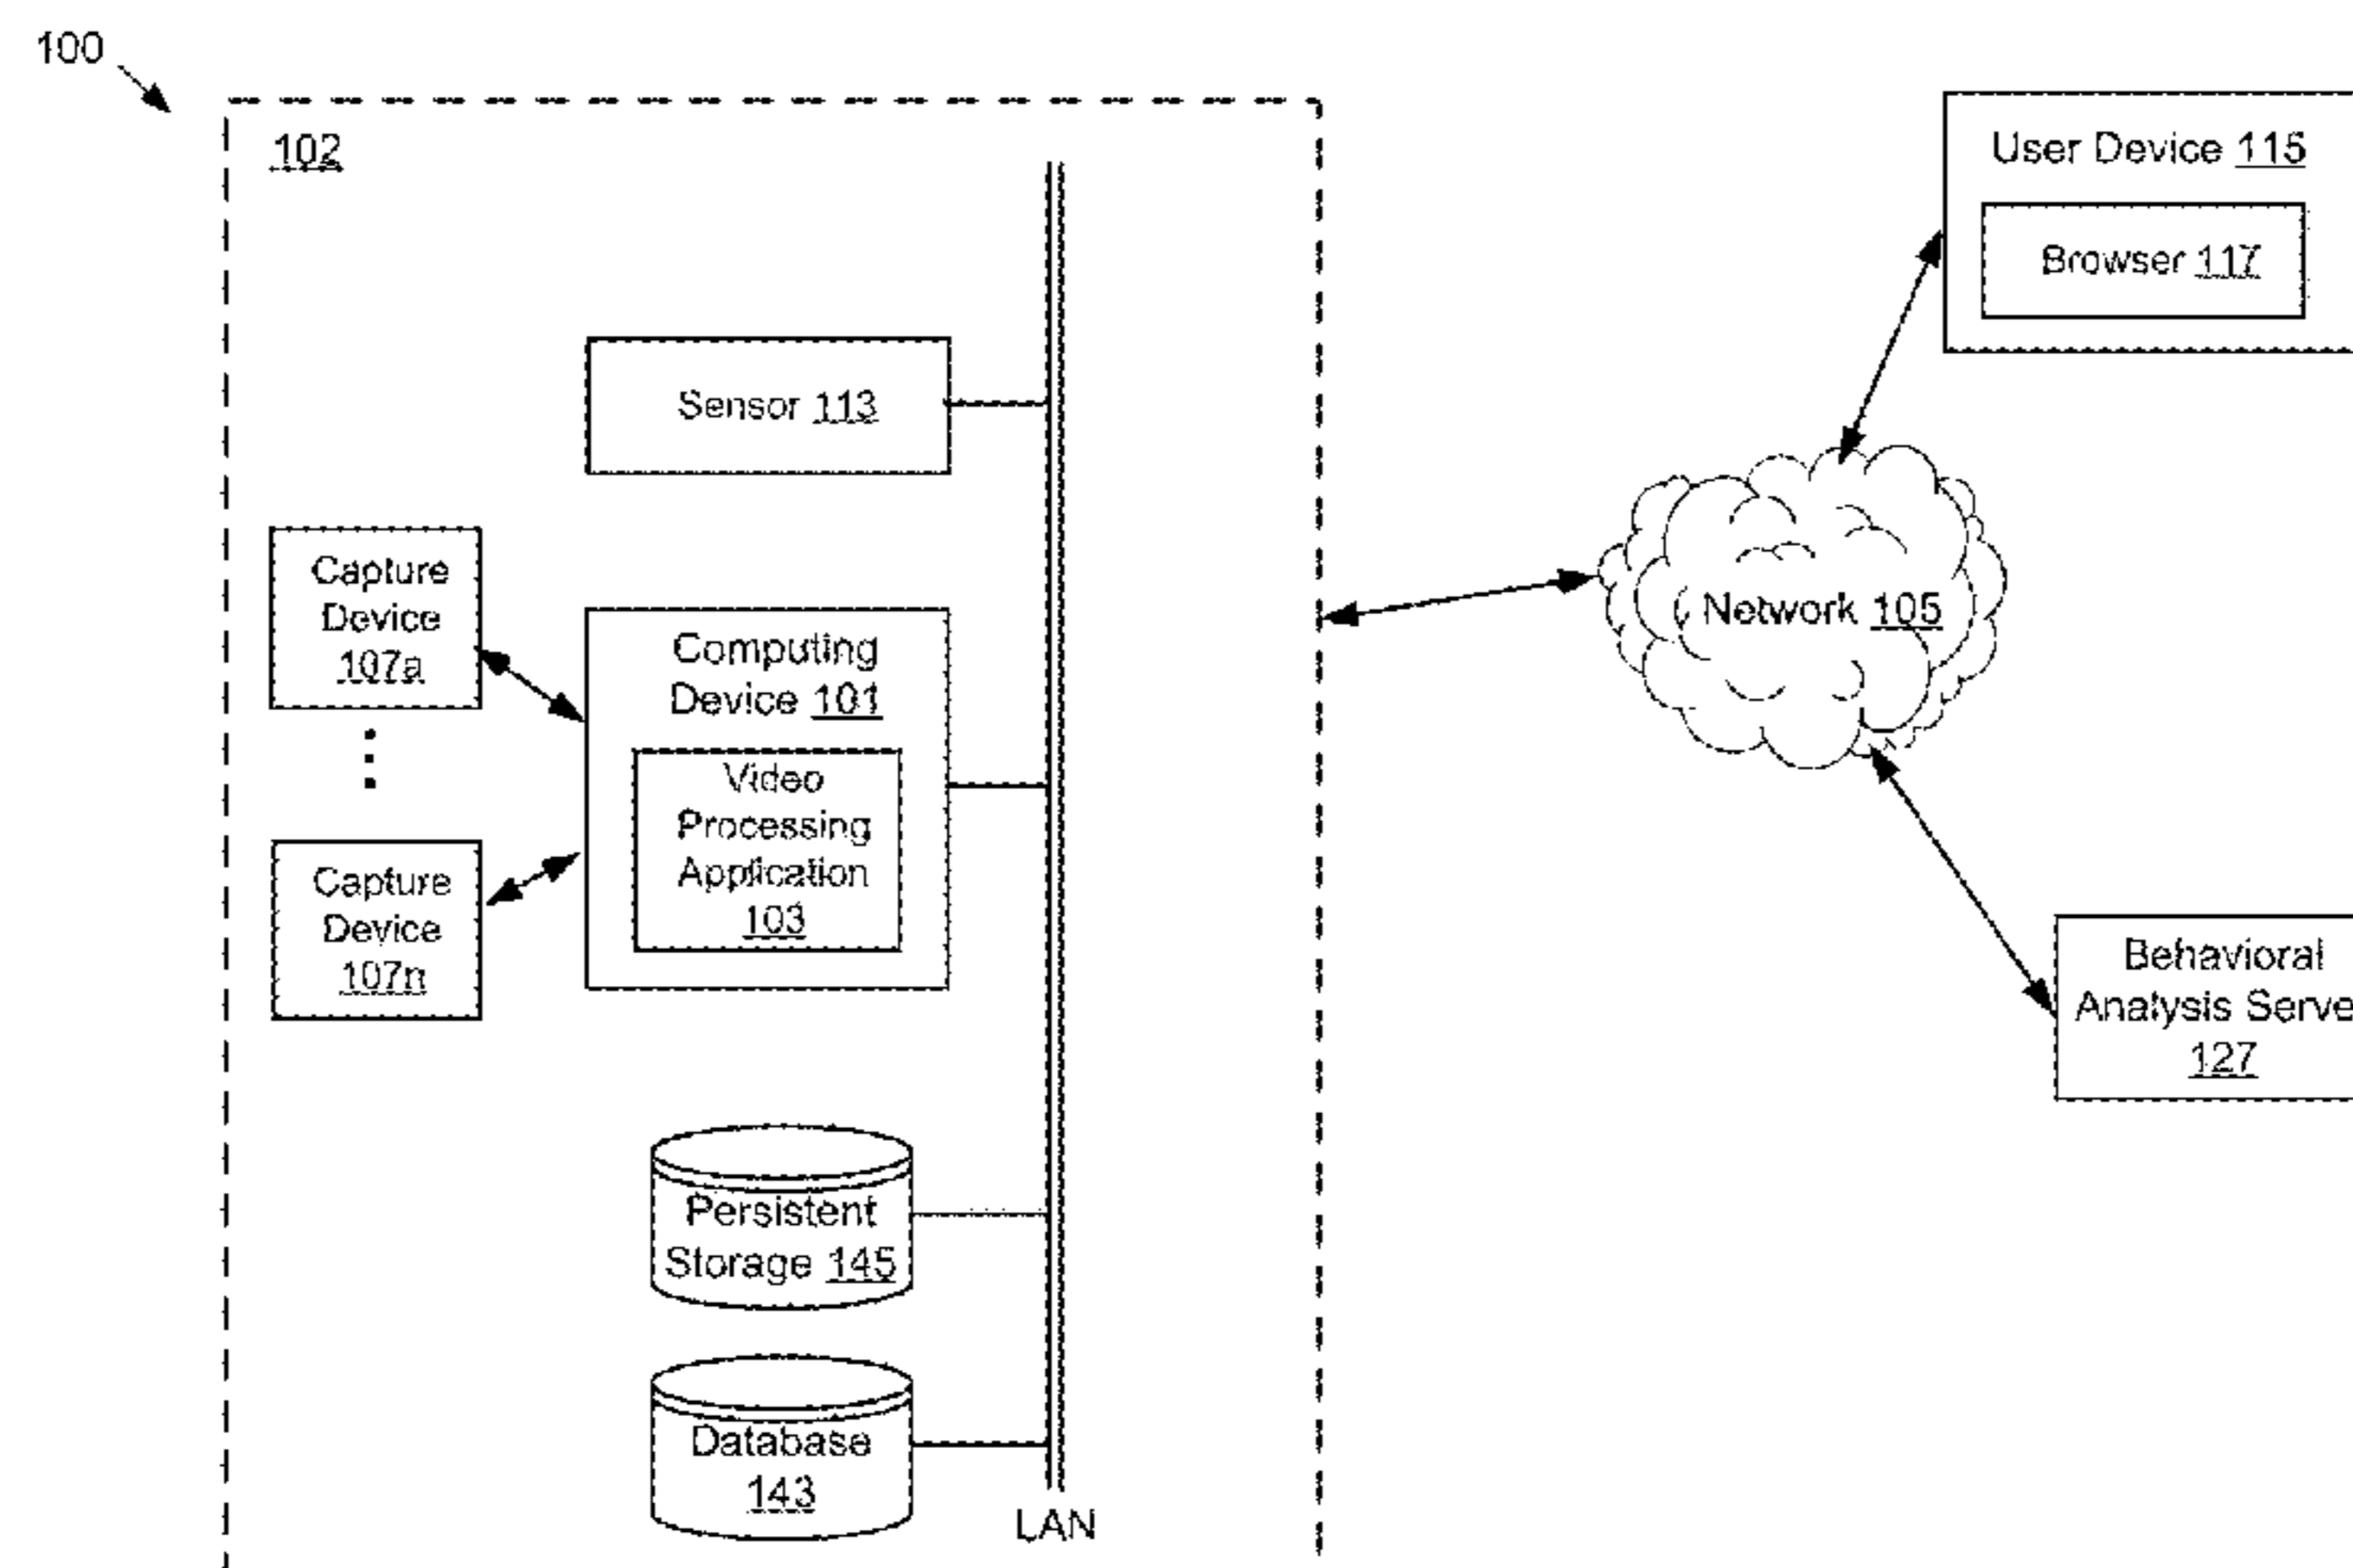 100
102
User Device 115
Browser 117
Sensor 113
Capture
Device
107a
Computing
Device 101
Video
Processing
Application
103
Network 105
Capture
Device
107n
Behavioral
Analysis Serve
127
Persistent
Storage 145
Database
143
LAN